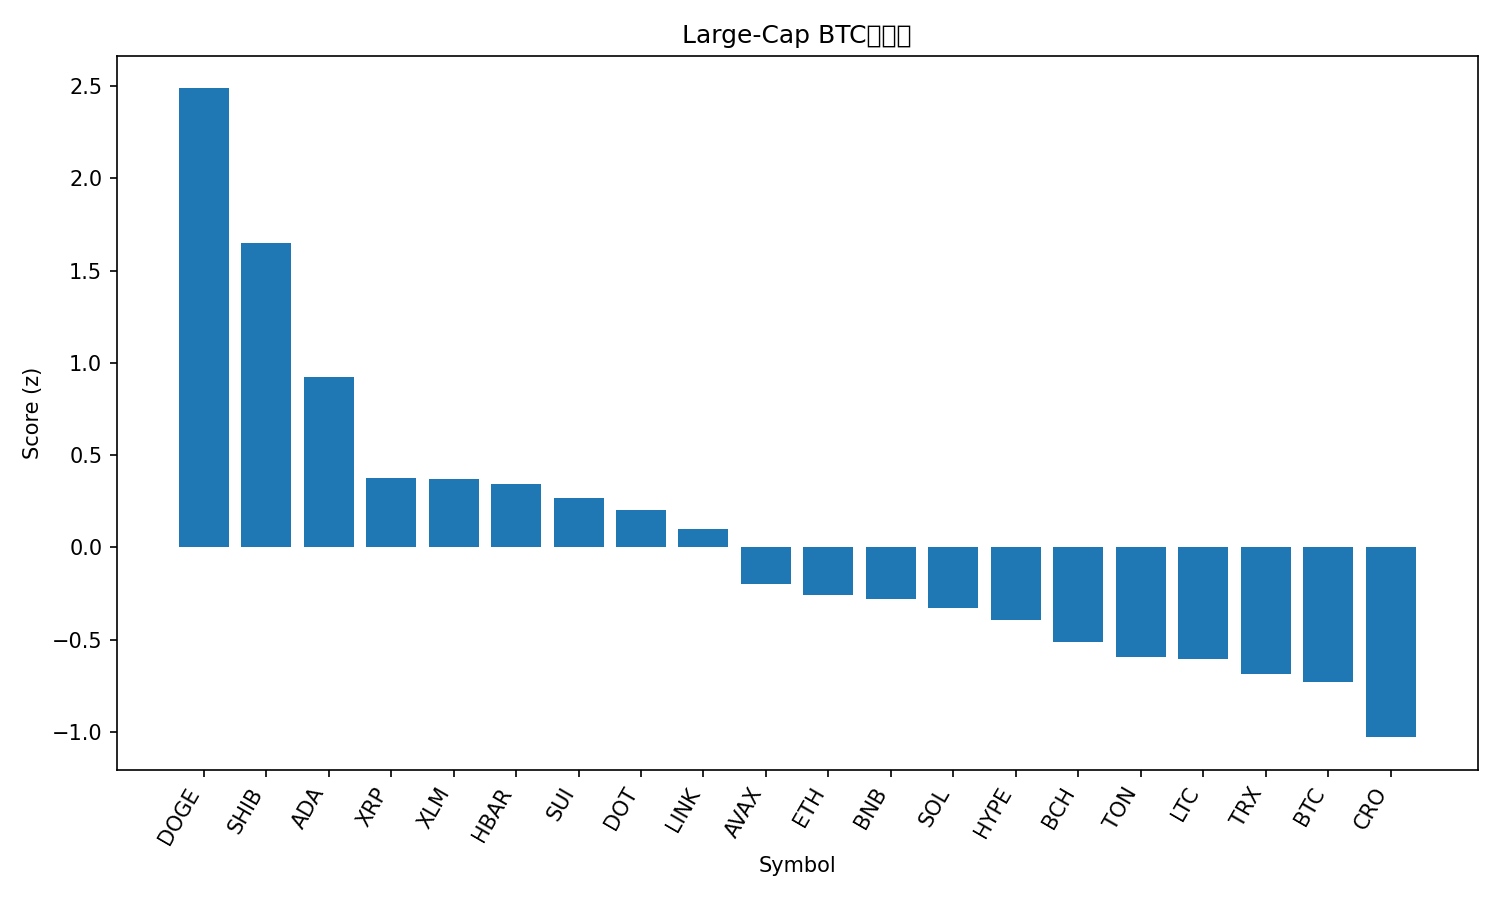 Large-Cap BTC
Score (z)
2.5
2.0
1.5
1.0
0.5
0.0
−0.5
−1.0
DOGE
SHIB
ADA
XRP
XLM
HBAR
SUI
DOT
LINK
AVAX
ETH
BNB
SOL
HYPE
BCH
TON
LTC
TRX
BTC
CRO
Symbol